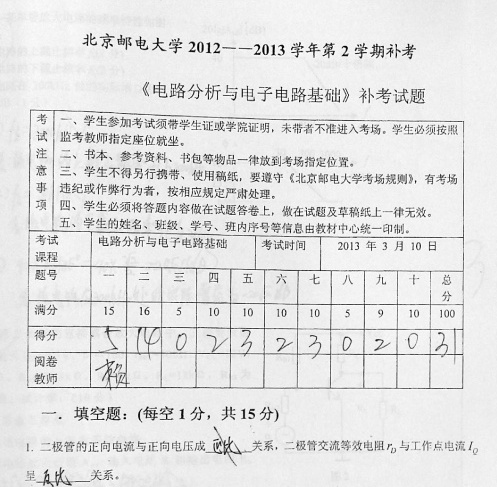 北京邮电大学 2012——2013 学年第 2 学期补考
《电路分析与电子电路基础》补考试题
考试注意事项
一、学生参加考试须带学生证或学院证明，未带者不准进入考场。学生必须按照
监考教师指定座位就坐。
二、书本、参考资料、书包等物品一律放到考场指定位置。
三、学生不得另行携带、使用稿纸，要遵守《北京邮电大学考场规则》，有考场
违纪或作弊行为者，按相应规定严肃处理。
四、学生必须将答题内容做在试题答卷上，做在试题及草稿纸上一律无效。
五、学生的姓名、班级、学号、班内序号等信息由教材中心统一印制。
考试课程 电路分析与电子电路基础 考试时间 2013 年 3 月 10 日
题号 一 二 三 四 五 六 七 八 九 十 总分
满分 15 16 5 10 10 10 10 5 9 10 100
得分 5 14 0 2 3 2 3 0 2 0 31
阅卷教师
一．填空题：(每空 1 分，共 15 分)
1. 二极管的正向电流与正向电压成 正比 关系，二极管交流等效电阻 r_D 与工作点电流 I_Q
呈 反比 关系。